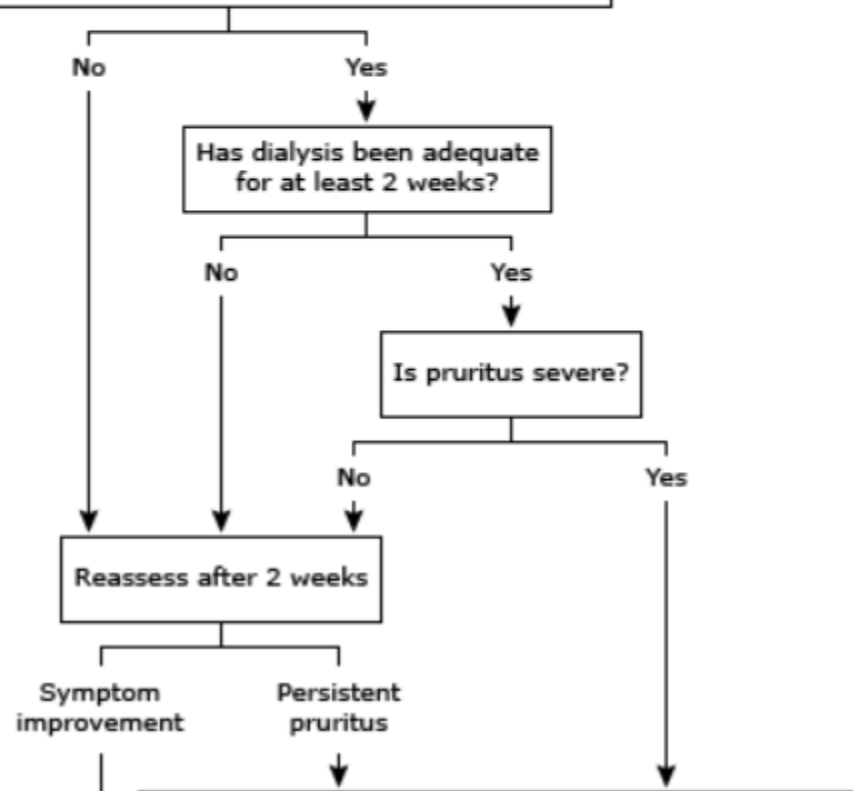 No
Yes
Has dialysis been adequate
for at least 2 weeks?
No
Yes
Is pruritus severe?
No
Yes
Reassess after 2 weeks
Symptom
improvement
Persistent
pruritus